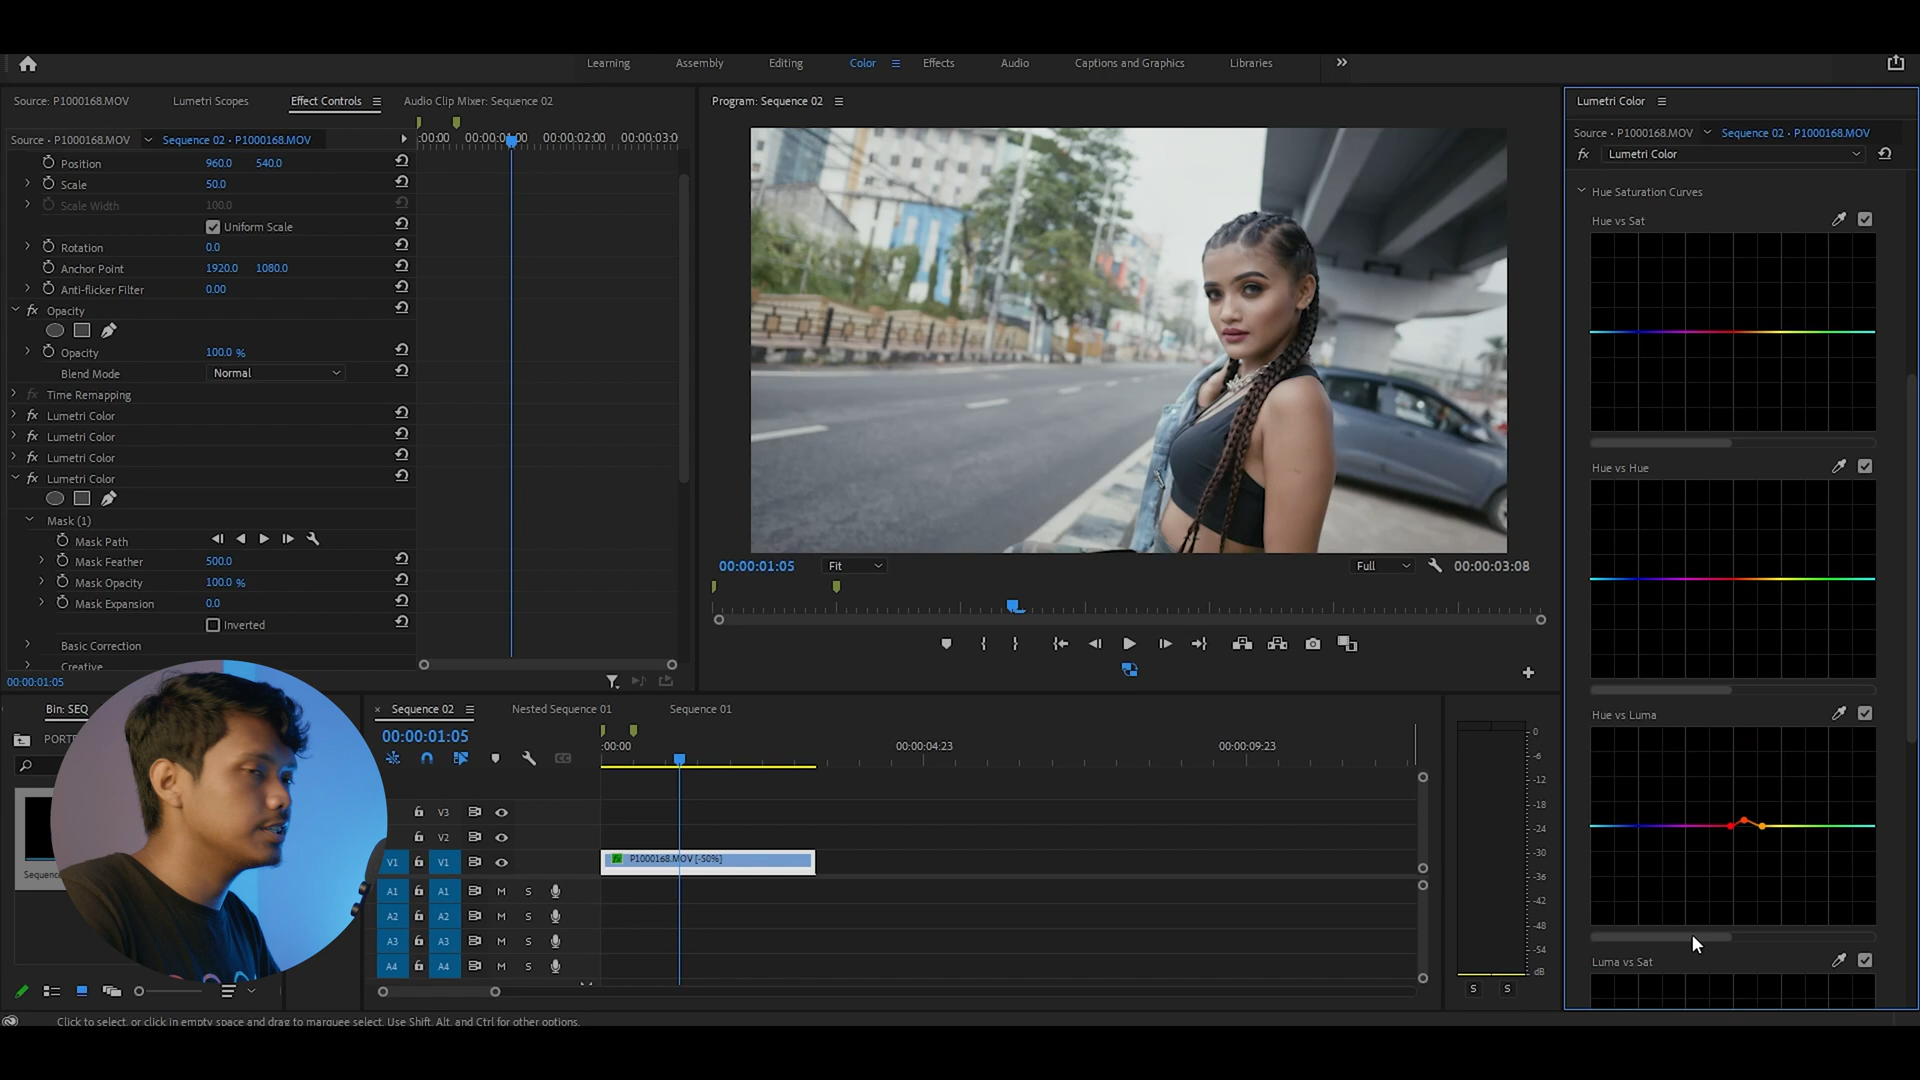 Learning
Assembly
Editing
Color
Effects
Audio
Captions and Graphics
Libraries
Source: P1000168.MOV
Lumetri Scopes
Effect Controls
Audio Clip Mixer: Sequence 02
Source • P1000168.MOV
Sequence 02 • P1000168.MOV
:00:00
00:00:01:00
00:00:02:00
00:00:03:0
Position 960.0 540.0
Scale 50.0
Scale Width 100.0
Uniform Scale
Rotation 0.0
Anchor Point 1920.0 1080.0
Anti-flicker Filter 0.00
fx Opacity
Opacity 100.0 %
Blend Mode Normal
fx Time Remapping
fx Lumetri Color
fx Lumetri Color
fx Lumetri Color
fx Lumetri Color
Mask (1)
Mask Path
Mask Feather 500.0
Mask Opacity 100.0 %
Mask Expansion 0.0
Inverted
Basic Correction
Creative
00:00:01:05
Program: Sequence 02
00:00:01:05
Fit
Full
00:00:03:08
Lumetri Color
Source • P1000168.MOV
Sequence 02 • P1000168.MOV
fx Lumetri Color
Hue Saturation Curves
Hue vs Sat
Hue vs Hue
Hue vs Luma
Luma vs Sat
Bin: SEQ
PORT
Sequenc
× Sequence 02
Nested Sequence 01
Sequence 01
00:00:01:05
:00:00
00:00:04:23
00:00:09:23
V3
V2
V1 V1
fx P1000168.MOV [-50%]
A1 A1 M S
A2 A2 M S
A3 A3 M S
A4 A4 M S
0
-6
-12
-18
-24
-30
-36
-42
-48
-54
dB
S S
Click to select, or click in empty space and drag to marquee select. Use Shift, Alt, and Ctrl for other options.